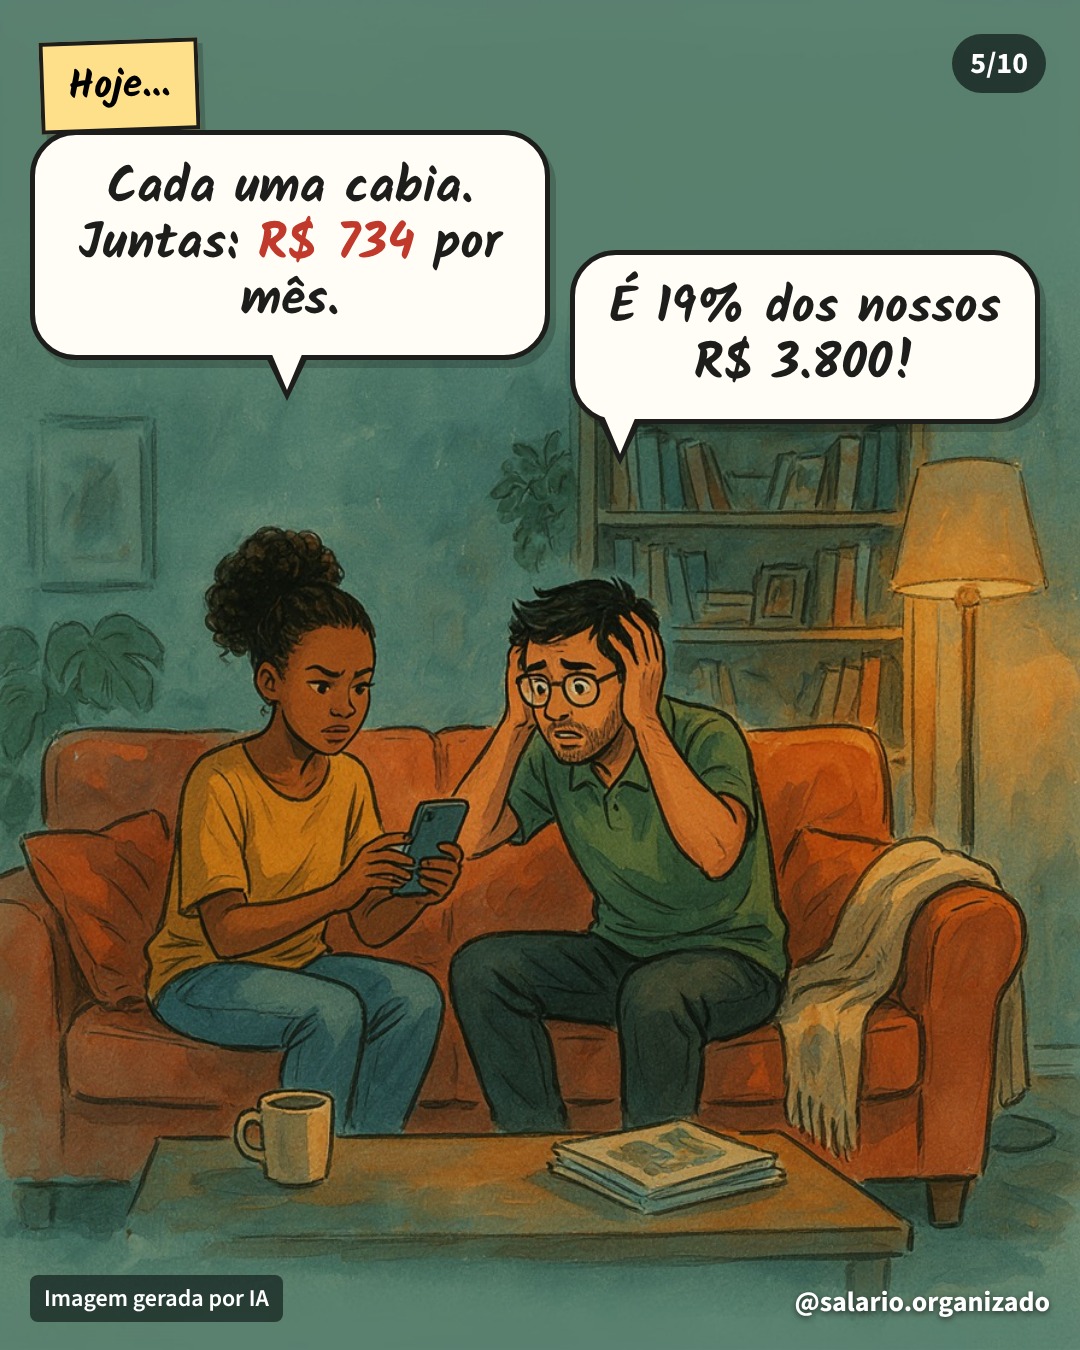 Hoje...
5/10
Cada uma cabia.
Juntas: R$ 734 por
mês.
É 19% dos nossos
R$ 3.800!
Imagem gerada por IA
@salario.organizado